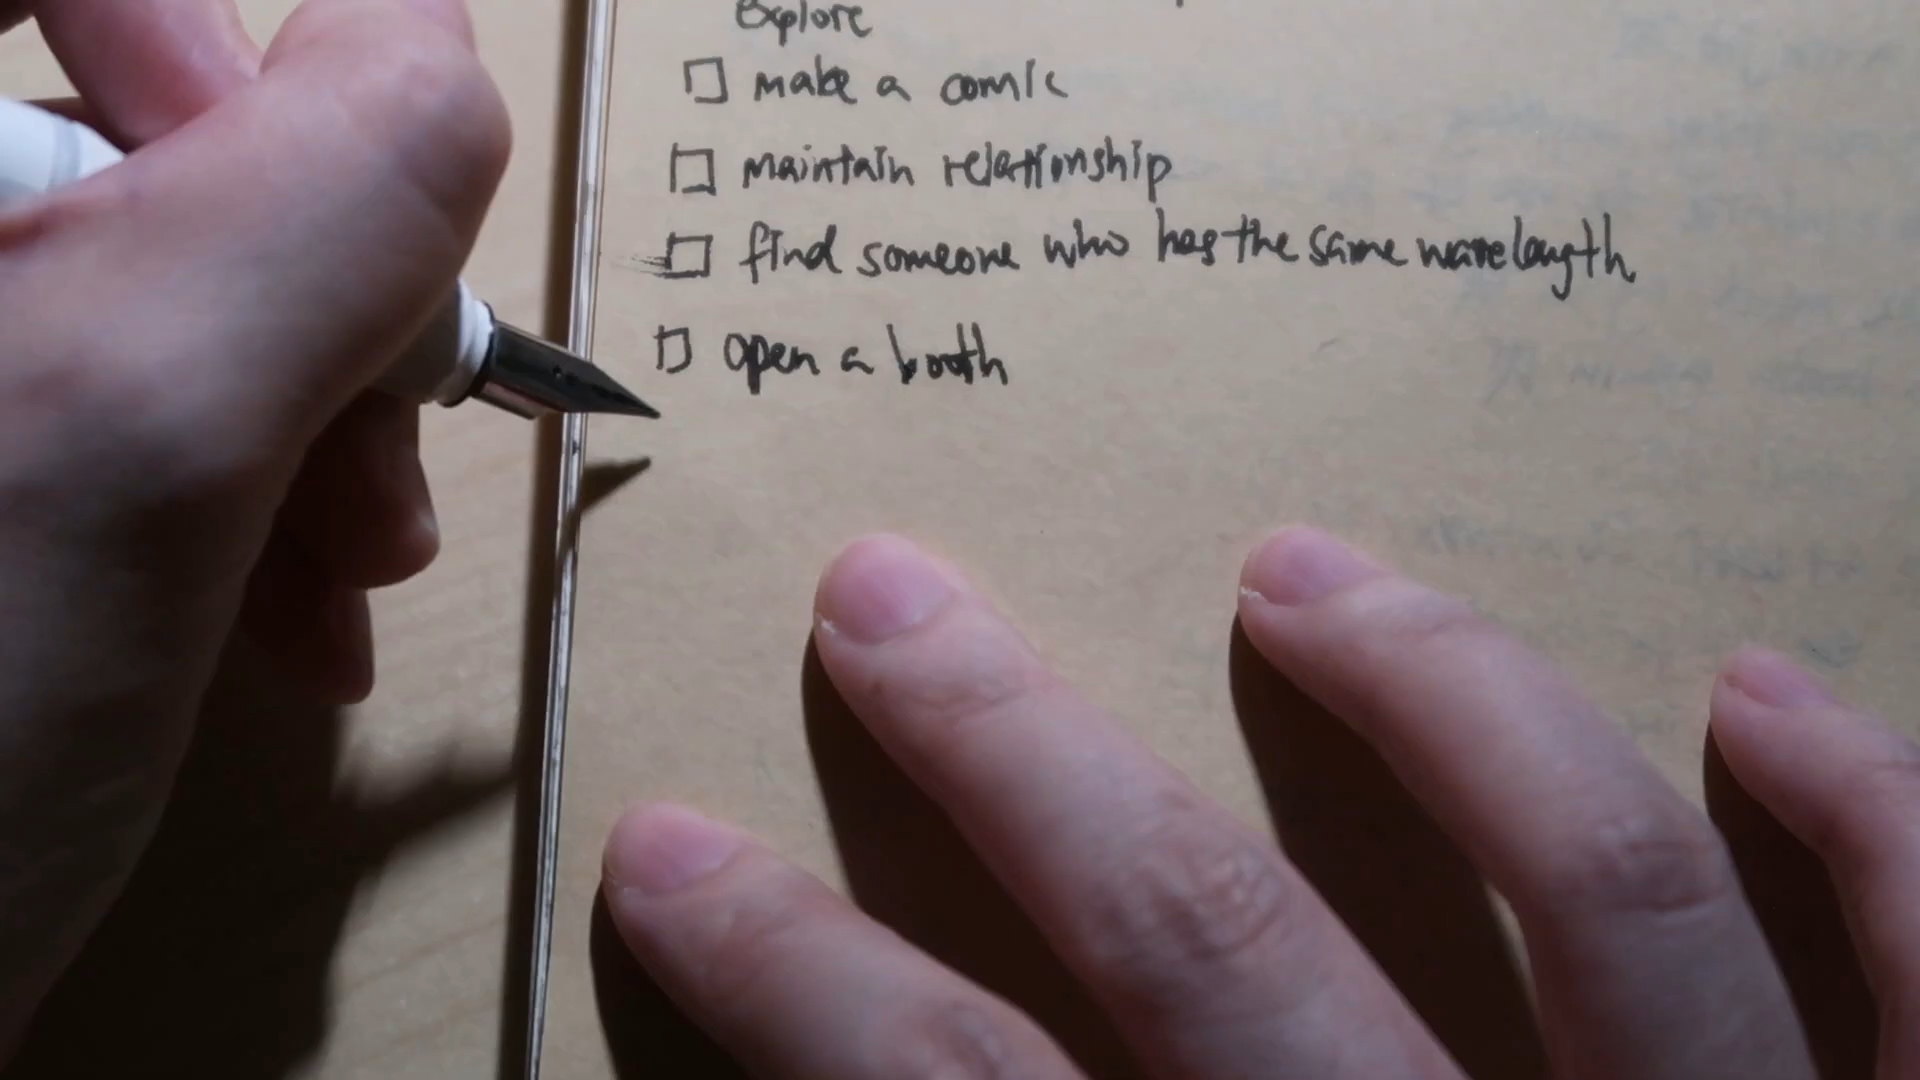 Explore
☐ make a comic
☐ maintain relationship
☐ find someone who has the same wavelength
☐ open a booth